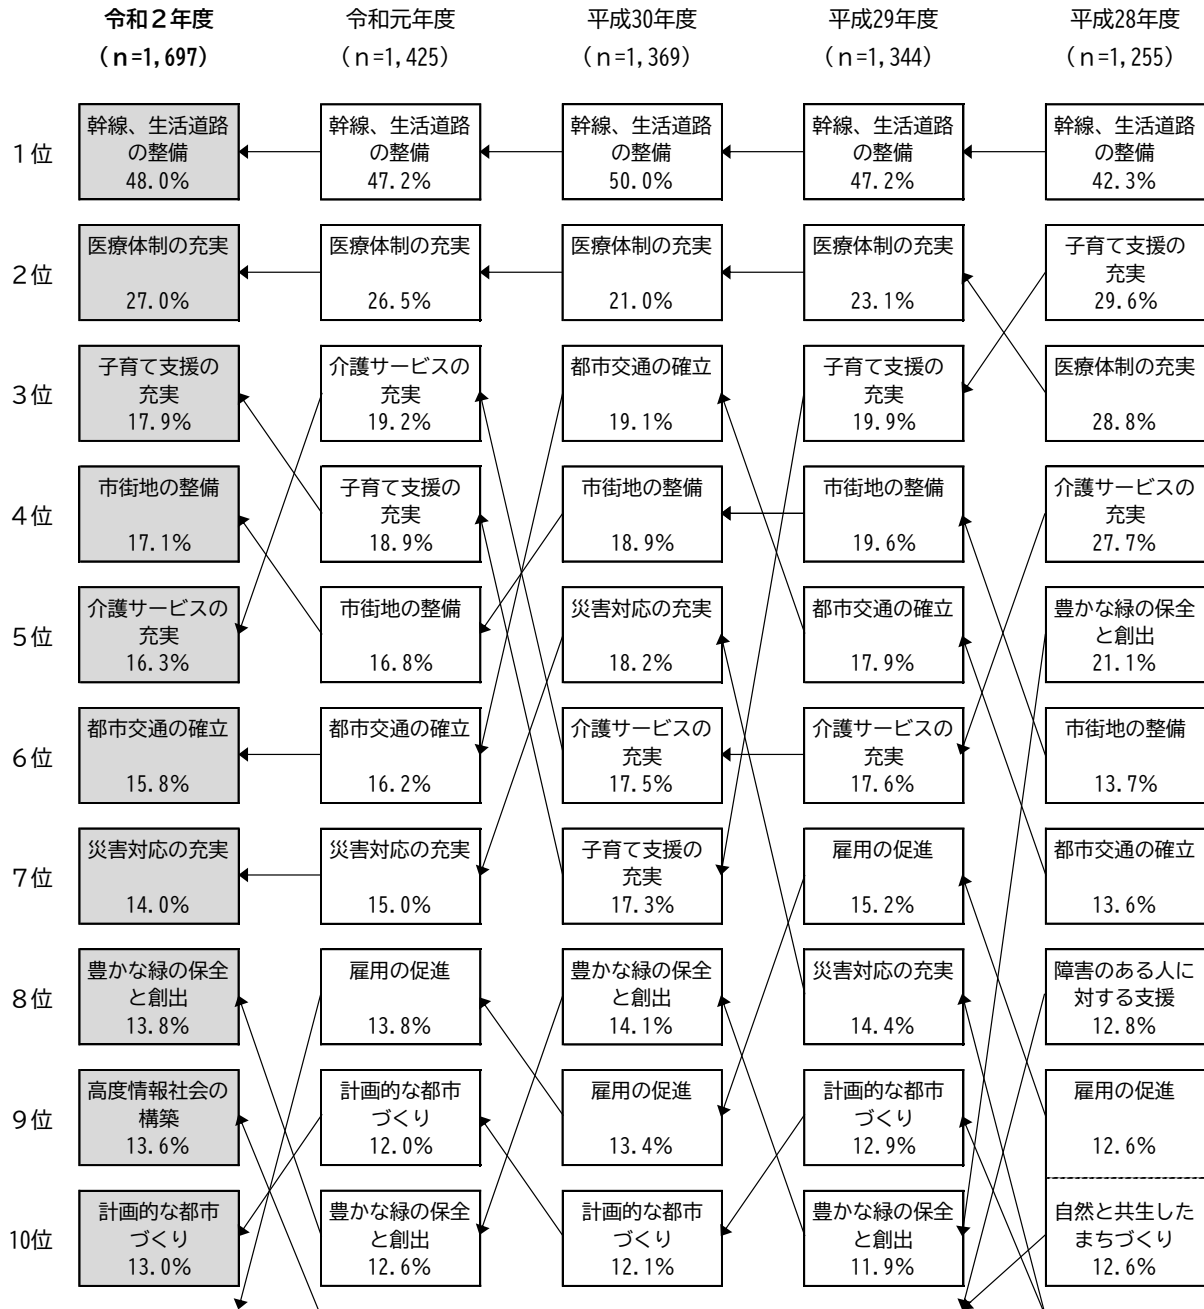 令和２年度 令和元年度 平成30年度 平成29年度 平成28年度
（ｎ=1,697） （ｎ=1,425） （ｎ=1,369） （ｎ=1,344） （ｎ=1,255）
1位
幹線、生活道路
の整備
48.0%
幹線、生活道路
の整備
47.2%
幹線、生活道路
の整備
50.0%
幹線、生活道路
の整備
47.2%
幹線、生活道路
の整備
42.3%
2位
医療体制の充実
27.0%
医療体制の充実
26.5%
医療体制の充実
21.0%
医療体制の充実
23.1%
子育て支援の
充実
29.6%
3位
子育て支援の
充実
17.9%
介護サービスの
充実
19.2%
都市交通の確立
19.1%
子育て支援の
充実
19.9%
医療体制の充実
28.8%
4位
市街地の整備
17.1%
子育て支援の
充実
18.9%
市街地の整備
18.9%
市街地の整備
19.6%
介護サービスの
充実
27.7%
5位
介護サービスの
充実
16.3%
市街地の整備
16.8%
災害対応の充実
18.2%
都市交通の確立
17.9%
豊かな緑の保全
と創出
21.1%
6位
都市交通の確立
15.8%
都市交通の確立
16.2%
介護サービスの
充実
17.5%
介護サービスの
充実
17.6%
市街地の整備
13.7%
7位
災害対応の充実
14.0%
災害対応の充実
15.0%
子育て支援の
充実
17.3%
雇用の促進
15.2%
都市交通の確立
13.6%
8位
豊かな緑の保全
と創出
13.8%
雇用の促進
13.8%
豊かな緑の保全
と創出
14.1%
災害対応の充実
14.4%
障害のある人に
対する支援
12.8%
9位
高度情報社会の
構築
13.6%
計画的な都市
づくり
12.0%
雇用の促進
13.4%
計画的な都市
づくり
12.9%
雇用の促進
12.6%
10位
計画的な都市
づくり
13.0%
豊かな緑の保全
と創出
12.6%
計画的な都市
づくり
12.1%
豊かな緑の保全
と創出
11.9%
自然と共生した
まちづくり
12.6%